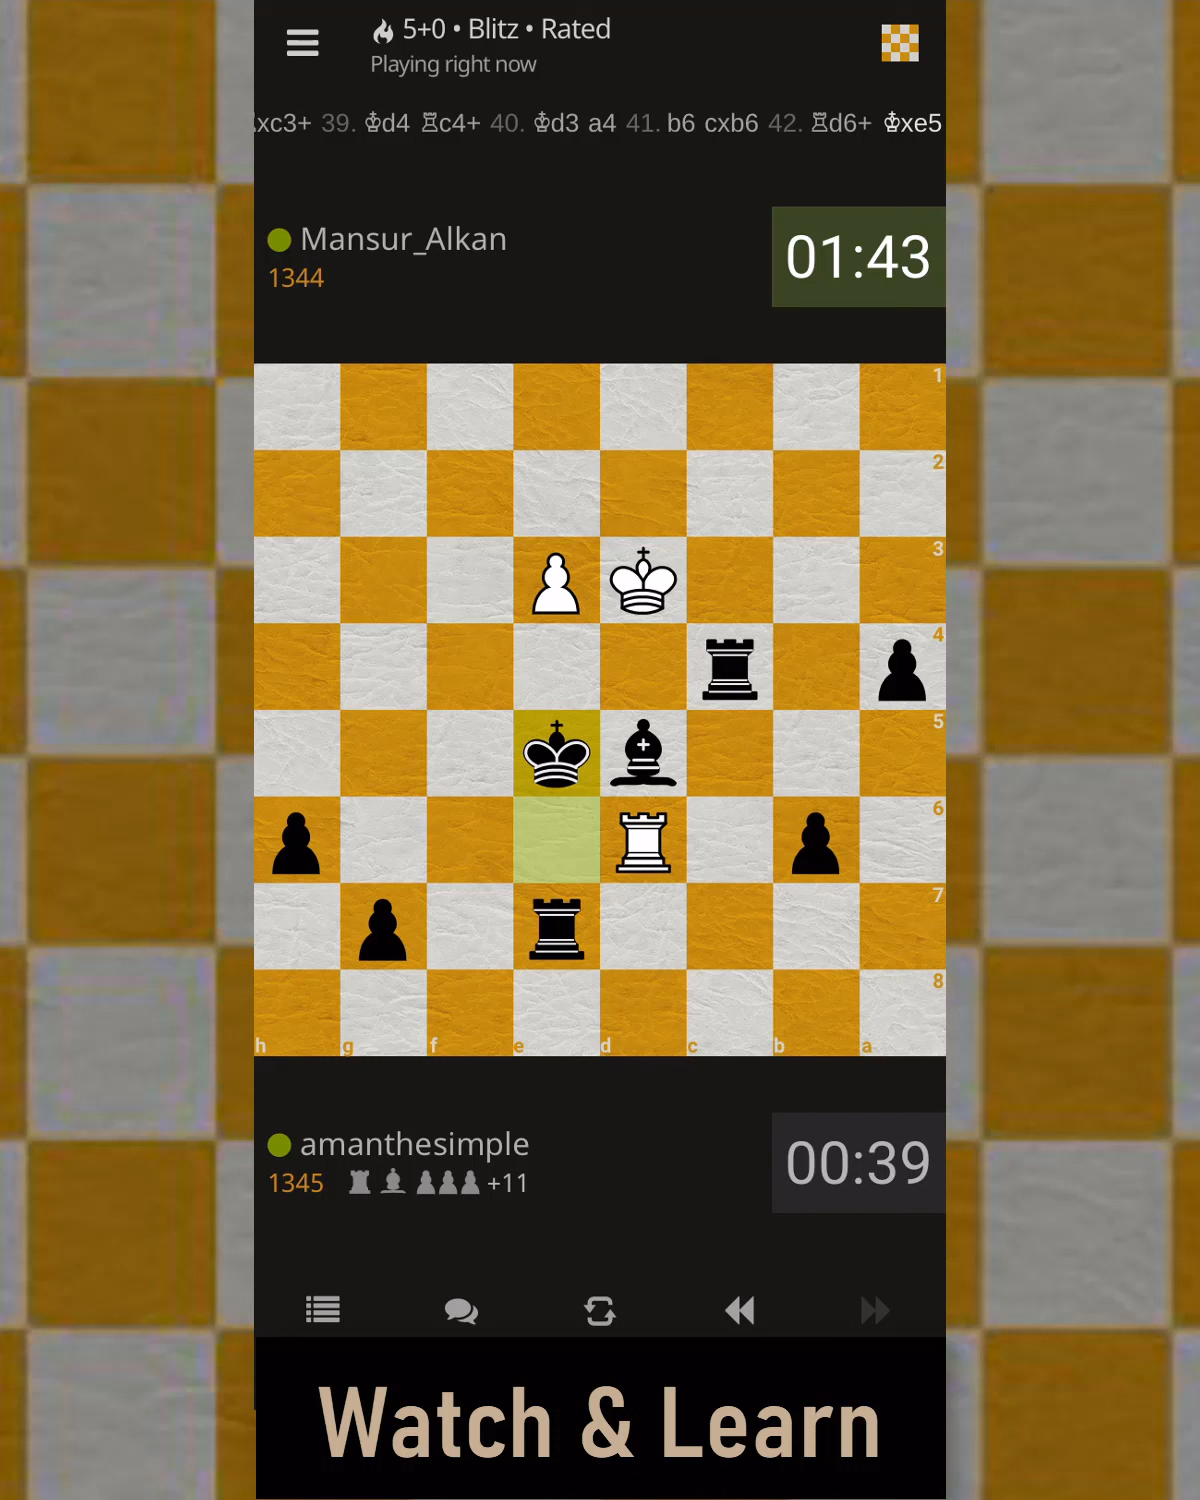 5+0 • Blitz • Rated
Playing right now
xc3+ 39. ♔d4 ♖c4+ 40. ♔d3 a4 41. b6 cxb6 42. ♖d6+ ♔xe5
Mansur_Alkan
01:43
1344
1
2
3
4
5
6
7
8
h g f e d c b a
amanthesimple
00:39
1345 +11
Watch & Learn